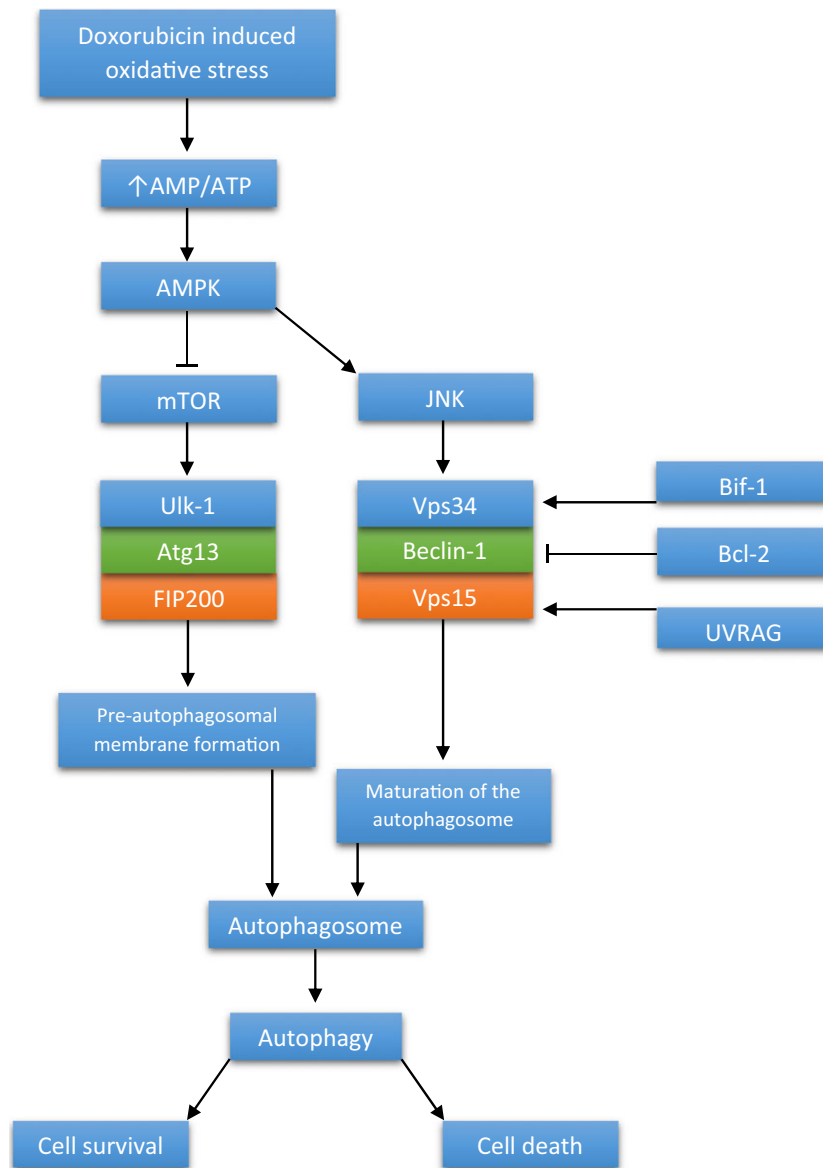 Doxorubicin induced
oxidative stress
↑AMP/ATP
AMPK
mTOR
JNK
Ulk-1
Atg13
FIP200
Vps34
Beclin-1
Vps15
Bif-1
Bcl-2
UVRAG
Pre-autophagosomal
membrane formation
Maturation of the
autophagosome
Autophagosome
Autophagy
Cell survival
Cell death